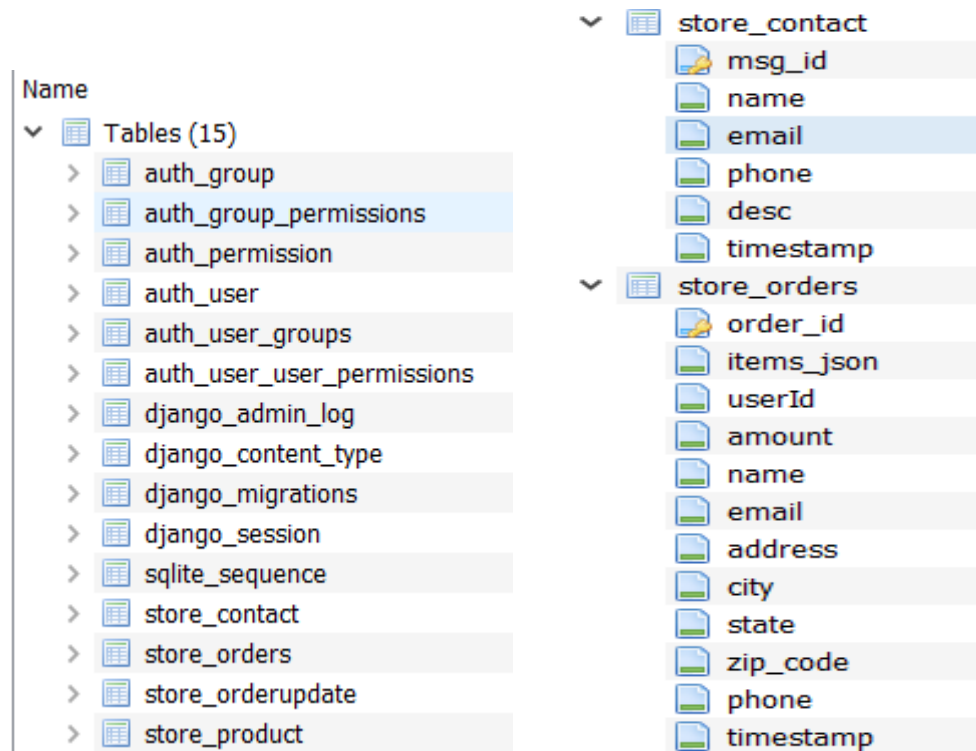 Name
Tables (15)
auth_group
auth_group_permissions
auth_permission
auth_user
auth_user_groups
auth_user_user_permissions
django_admin_log
django_content_type
django_migrations
django_session
sqlite_sequence
store_contact
store_orders
store_orderupdate
store_product
store_contact
msg_id
name
email
phone
desc
timestamp
store_orders
order_id
items_json
userId
amount
name
email
address
city
state
zip_code
phone
timestamp